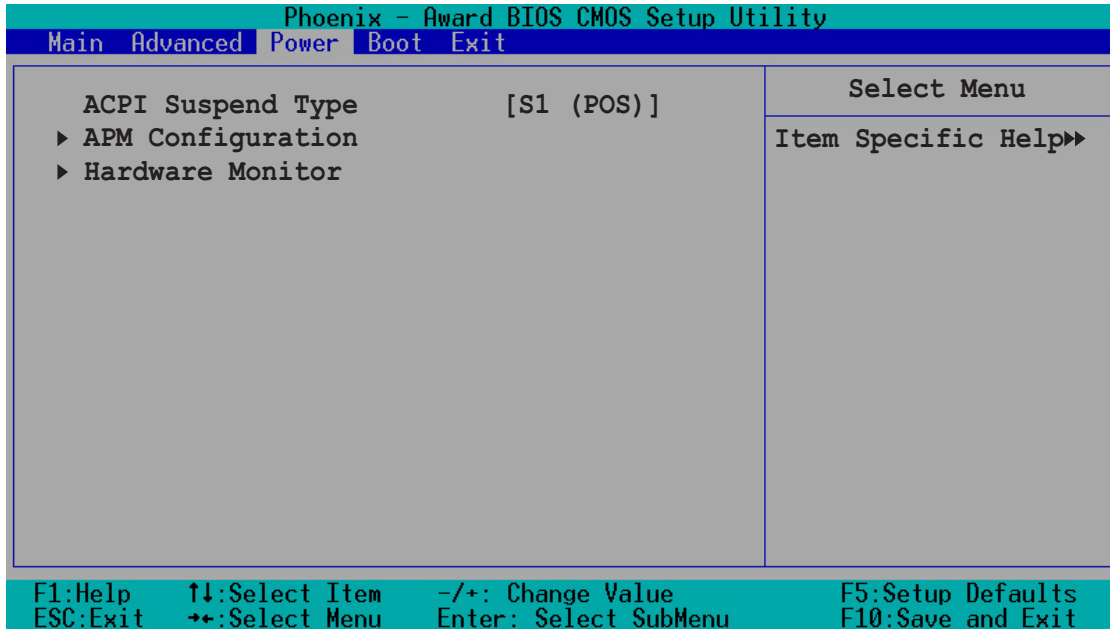 Phoenix - Award BIOS CMOS Setup Utility
Main Advanced Power Boot Exit
ACPI Suspend Type [S1 (POS)]
▶ APM Configuration
▶ Hardware Monitor
Select Menu
Item Specific Help▶▶
F1:Help ↑↓:Select Item -/+: Change Value F5:Setup Defaults
ESC:Exit →←:Select Menu Enter: Select SubMenu F10:Save and Exit